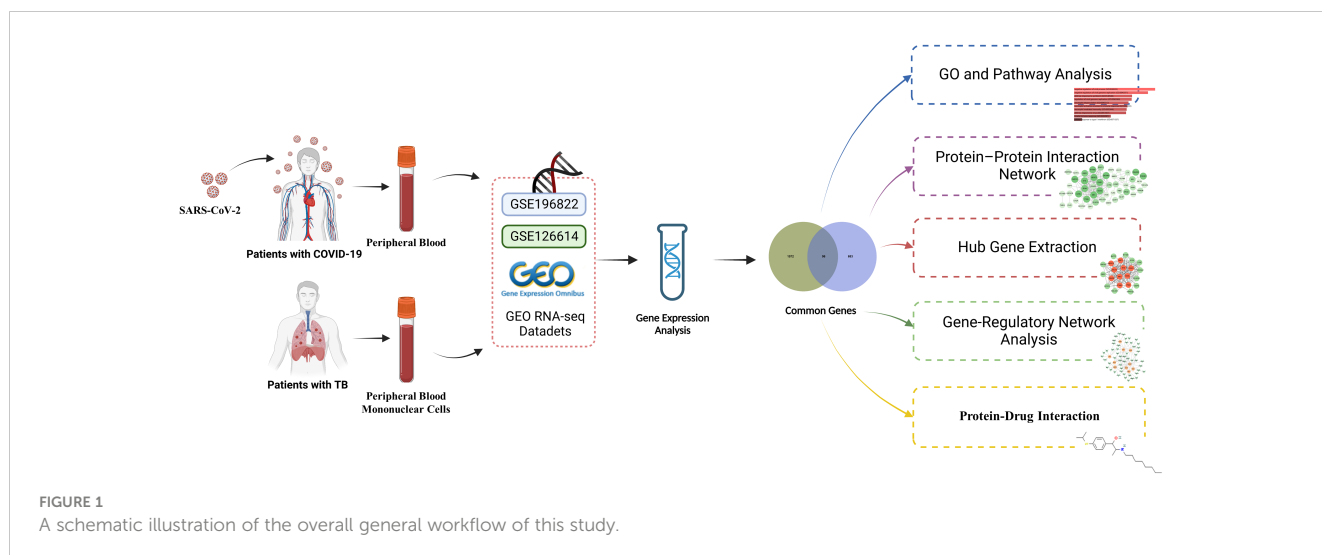 SARS-CoV-2
Patients with COVID-19
Peripheral Blood
Patients with TB
Peripheral Blood
Mononuclear Cells
GSE196822
GSE126614
GEO
Gene Expression Omnibus
GEO RNA-seq
Datadets
Gene Expression
Analysis
Common Genes
GO and Pathway Analysis
Protein–Protein Interaction
Network
Hub Gene Extraction
Gene-Regulatory Network
Analysis
Protein-Drug Interaction
FIGURE 1
A schematic illustration of the overall general workflow of this study.